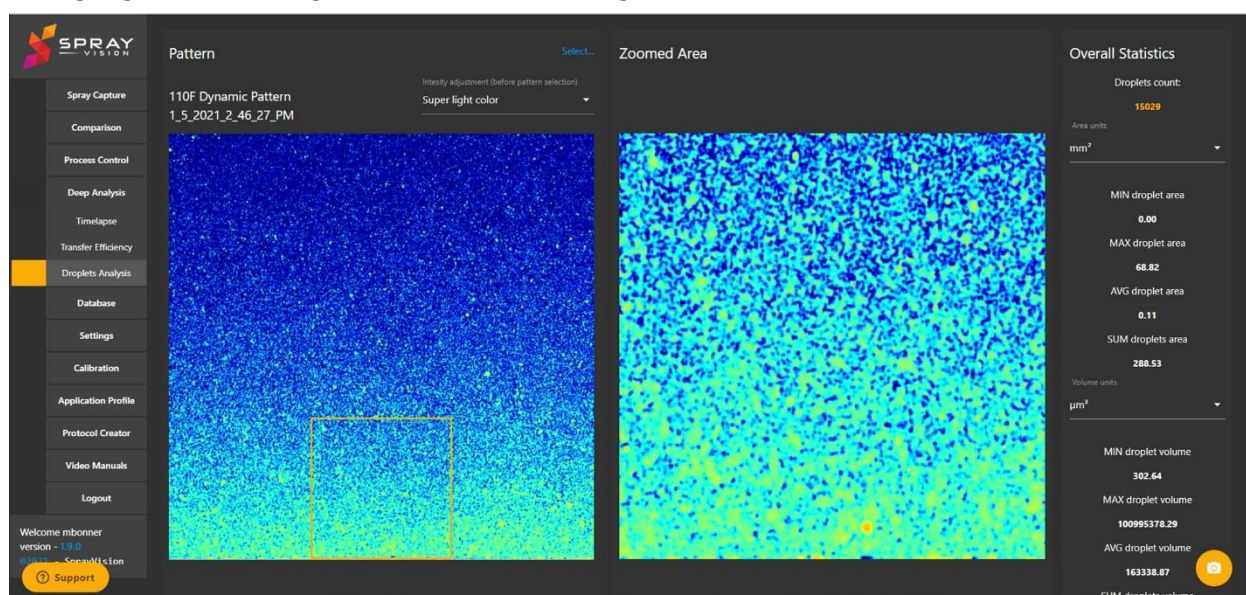 SPRAY
VISION
Spray Capture
Comparison
Process Control
Deep Analysis
Timelapse
Transfer Efficiency
Droplets Analysis
Database
Settings
Calibration
Application Profile
Protocol Creator
Video Manuals
Logout
Welcome mbonner
version - 1.9.0
- SprayVision
Support
Pattern
Select...
110F Dynamic Pattern
1_5_2021_2_46_27_PM
Intesity adjustment (before pattern selection)
Super light color
Zoomed Area
Overall Statistics
Droplets count:
15029
Area units
mm²
MIN droplet area
0.00
MAX droplet area
68.82
AVG droplet area
0.11
SUM droplets area
288.53
Volume units
µm³
MIN droplet volume
302.64
MAX droplet volume
100995378.29
AVG droplet volume
163338.87
SUM droplets volume